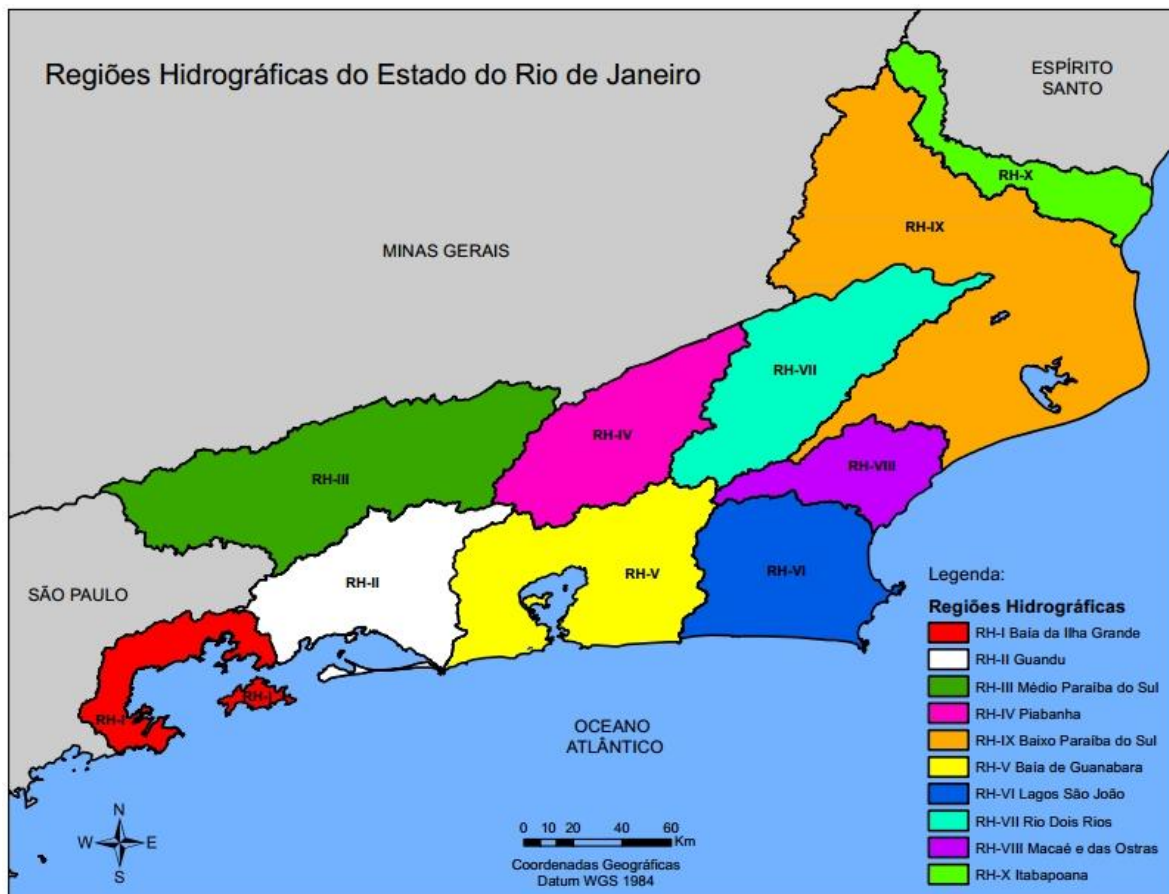 Regiões Hidrográficas do Estado do Rio de Janeiro
ESPÍRITO
SANTO
RH-X
RH-IX
MINAS GERAIS
RH-VII
RH-IV
RH-VIII
RH-III
RH-II
RH-V
RH-VI
SÃO PAULO
RH-I
RH-I
OCEANO
ATLÂNTICO
N
W
E
S
0 10 20 40 60
Km
Coordenadas Geográficas
Datum WGS 1984
Legenda:
Regiões Hidrográficas
RH-I Baía da Ilha Grande
RH-II Guandu
RH-III Médio Paraíba do Sul
RH-IV Piabanha
RH-IX Baixo Paraíba do Sul
RH-V Baía de Guanabara
RH-VI Lagos São João
RH-VII Rio Dois Rios
RH-VIII Macaé e das Ostras
RH-X Itabapoana